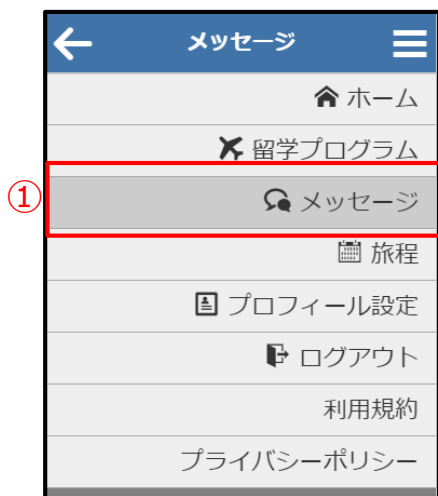 メッセージ
ホーム
留学プログラム
① メッセージ
旅程
プロフィール設定
ログアウト
利用規約
プライバシーポリシー